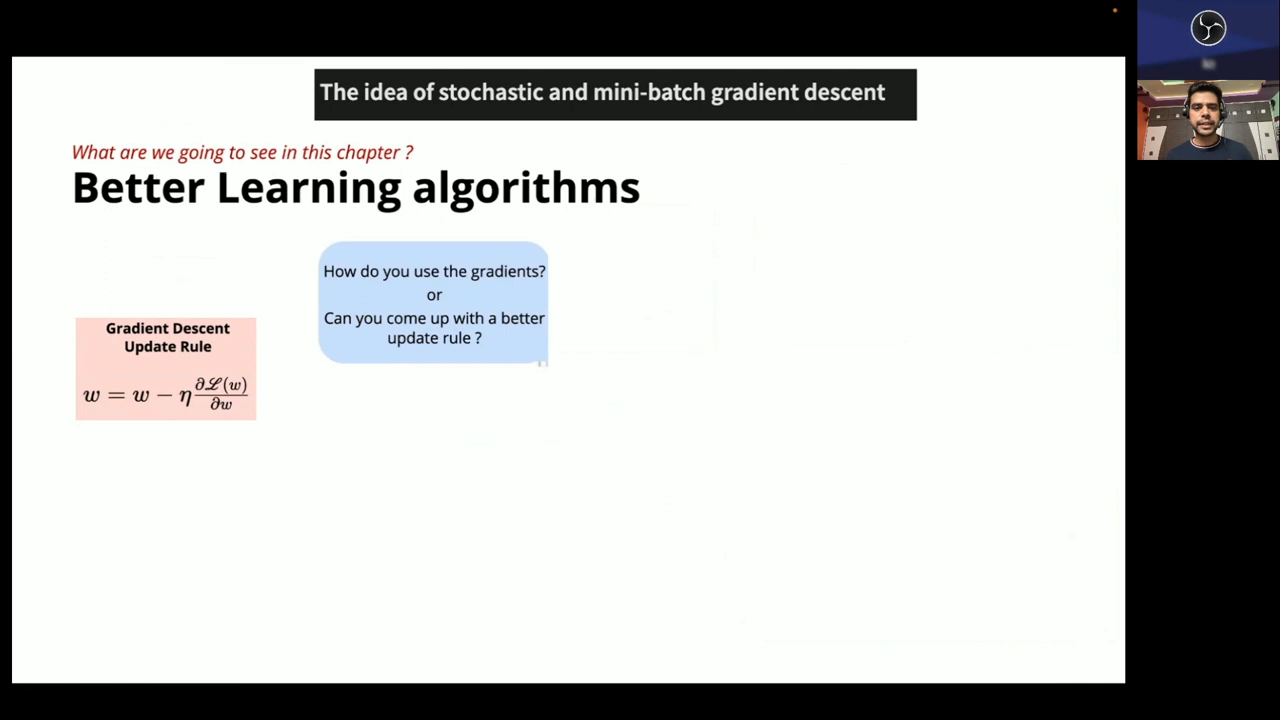 The idea of stochastic and mini-batch gradient descent
What are we going to see in this chapter ?
Better Learning algorithms
How do you use the gradients?
or
Can you come up with a better
update rule ?
Gradient Descent
Update Rule
w = w − η ∂ℒ(w)/∂w